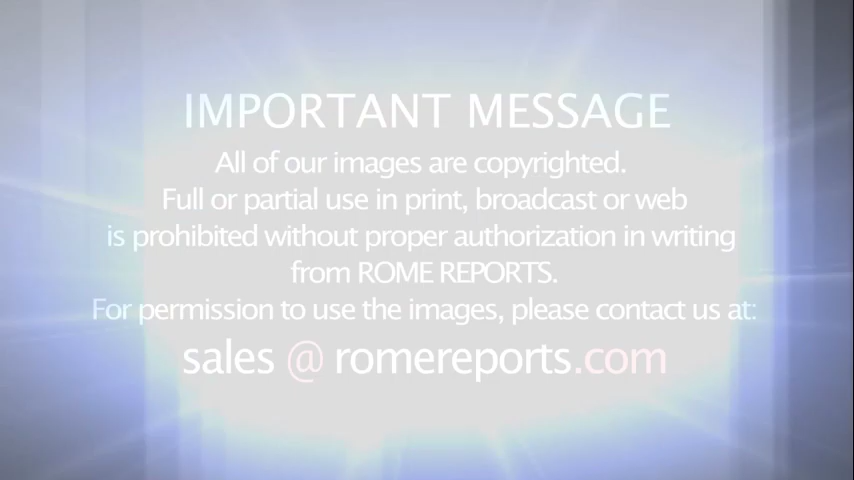 IMPORTANT MESSAGE
All of our images are copyrighted.
Full or partial use in print, broadcast or web
is prohibited without proper authorization in writing
from ROME REPORTS.
For permission to use the images, please contact us at:
sales @ romereports.com